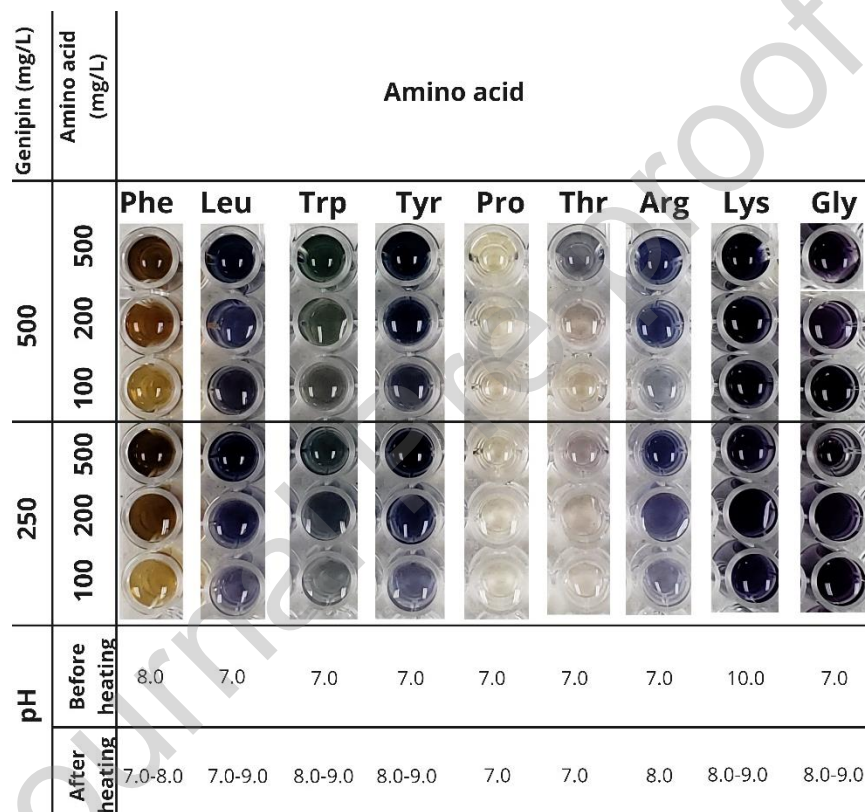 Genipin (mg/L)
Amino acid
(mg/L)
Amino acid
Phe Leu Trp Tyr Pro Thr Arg Lys Gly
500
500
200
100
250
500
200
100
pH
Before
heating
8.0 7.0 7.0 7.0 7.0 7.0 7.0 10.0 7.0
After
heating
7.0-8.0 7.0-9.0 8.0-9.0 8.0-9.0 7.0 7.0 8.0 8.0-9.0 8.0-9.0
ournal Pre-proof